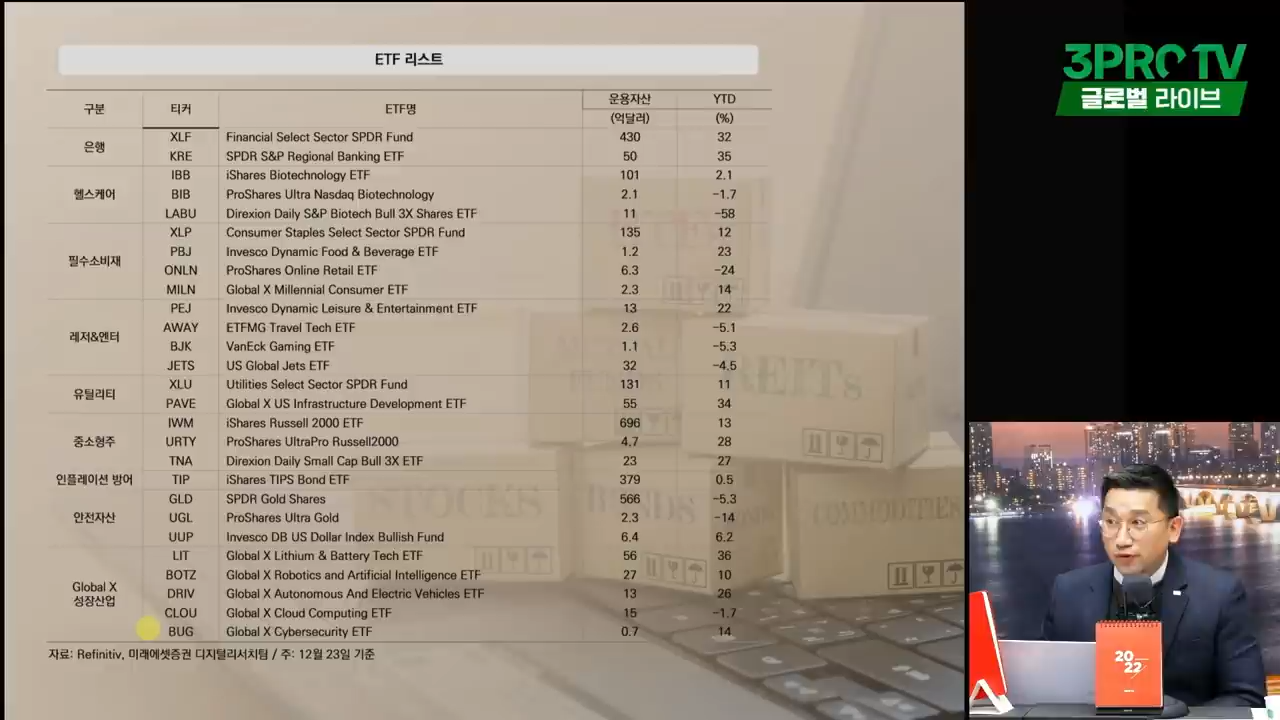 ETF 리스트
구분 티커 ETF명 운용자산 (억달러) YTD (%)
은행 XLF Financial Select Sector SPDR Fund 430 32
KRE SPDR S&P Regional Banking ETF 50 35
헬스케어 IBB iShares Biotechnology ETF 101 2.1
BIB ProShares Ultra Nasdaq Biotechnology 2.1 -1.7
LABU Direxion Daily S&P Biotech Bull 3X Shares ETF 11 -58
필수소비재 XLP Consumer Staples Select Sector SPDR Fund 135 12
PBJ Invesco Dynamic Food & Beverage ETF 1.2 23
ONLN ProShares Online Retail ETF 6.3 -24
MILN Global X Millennial Consumer ETF 2.3 14
레저&엔터 PEJ Invesco Dynamic Leisure & Entertainment ETF 13 22
AWAY ETFMG Travel Tech ETF 2.6 -5.1
BJK VanEck Gaming ETF 1.1 -5.3
JETS US Global Jets ETF 32 -4.5
유틸리티 XLU Utilities Select Sector SPDR Fund 131 11
PAVE Global X US Infrastructure Development ETF 55 34
중소형주 IWM iShares Russell 2000 ETF 696 13
URTY ProShares UltraPro Russell2000 4.7 28
TNA Direxion Daily Small Cap Bull 3X ETF 23 27
인플레이션 방어 TIP iShares TIPS Bond ETF 379 0.5
안전자산 GLD SPDR Gold Shares 566 -5.3
UGL ProShares Ultra Gold 2.3 -14
UUP Invesco DB US Dollar Index Bullish Fund 6.4 6.2
Global X 성장산업 LIT Global X Lithium & Battery Tech ETF 56 36
BOTZ Global X Robotics and Artificial Intelligence ETF 27 10
DRIV Global X Autonomous And Electric Vehicles ETF 13 26
CLOU Global X Cloud Computing ETF 15 -1.7
BUG Global X Cybersecurity ETF 0.7 14
자료: Refinitiv, 미래에셋증권 디지털리서치팀 / 주: 12월 23일 기준
REITs
STOCKS
BONDS
COMMODITIES
3PRO TV
글로벌 라이브
20
22